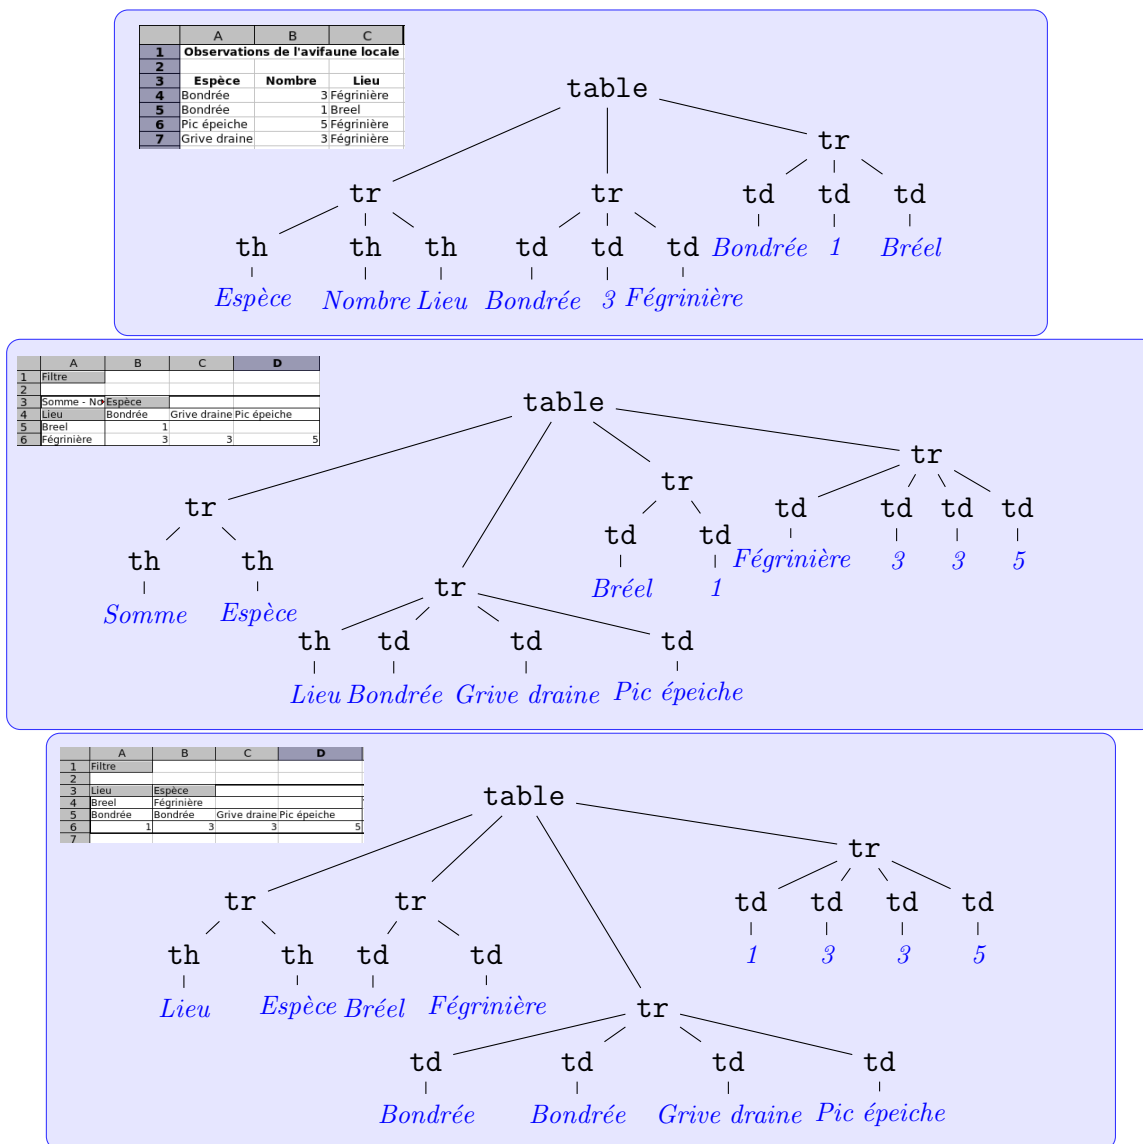 A B C
1 Observations de l'avifaune locale
2
3 Espèce Nombre Lieu
4 Bondrée 3 Fégrinière
5 Bondrée 1 Breel
6 Pic épeiche 5 Fégrinière
7 Grive draine 3 Fégrinière
table
tr
tr tr td td td
th th th td td td Bondrée 1 Bréel
Espèce Nombre Lieu Bondrée 3 Fégrinière
A B C D
1 Filtre
2
3 Somme - No Espèce
4 Lieu Bondrée Grive draine Pic épeiche
5 Breel 1
6 Fégrinière 3 3 5
table
tr
tr
tr td td td td
td td Fégrinière 3 3 5
th th
Bréel 1
tr
Somme Espèce
th td td td
Lieu Bondrée Grive draine Pic épeiche
A B C D
1 Filtre
2
3 Lieu Espèce
4 Breel Fégrinière
5 Bondrée Bondrée Grive draine Pic épeiche
6 1 3 3 5
7
table
tr
tr tr td td td td
th th td td 1 3 3 5
Lieu Espèce Bréel Fégrinière
tr
td td td td
Bondrée Bondrée Grive draine Pic épeiche